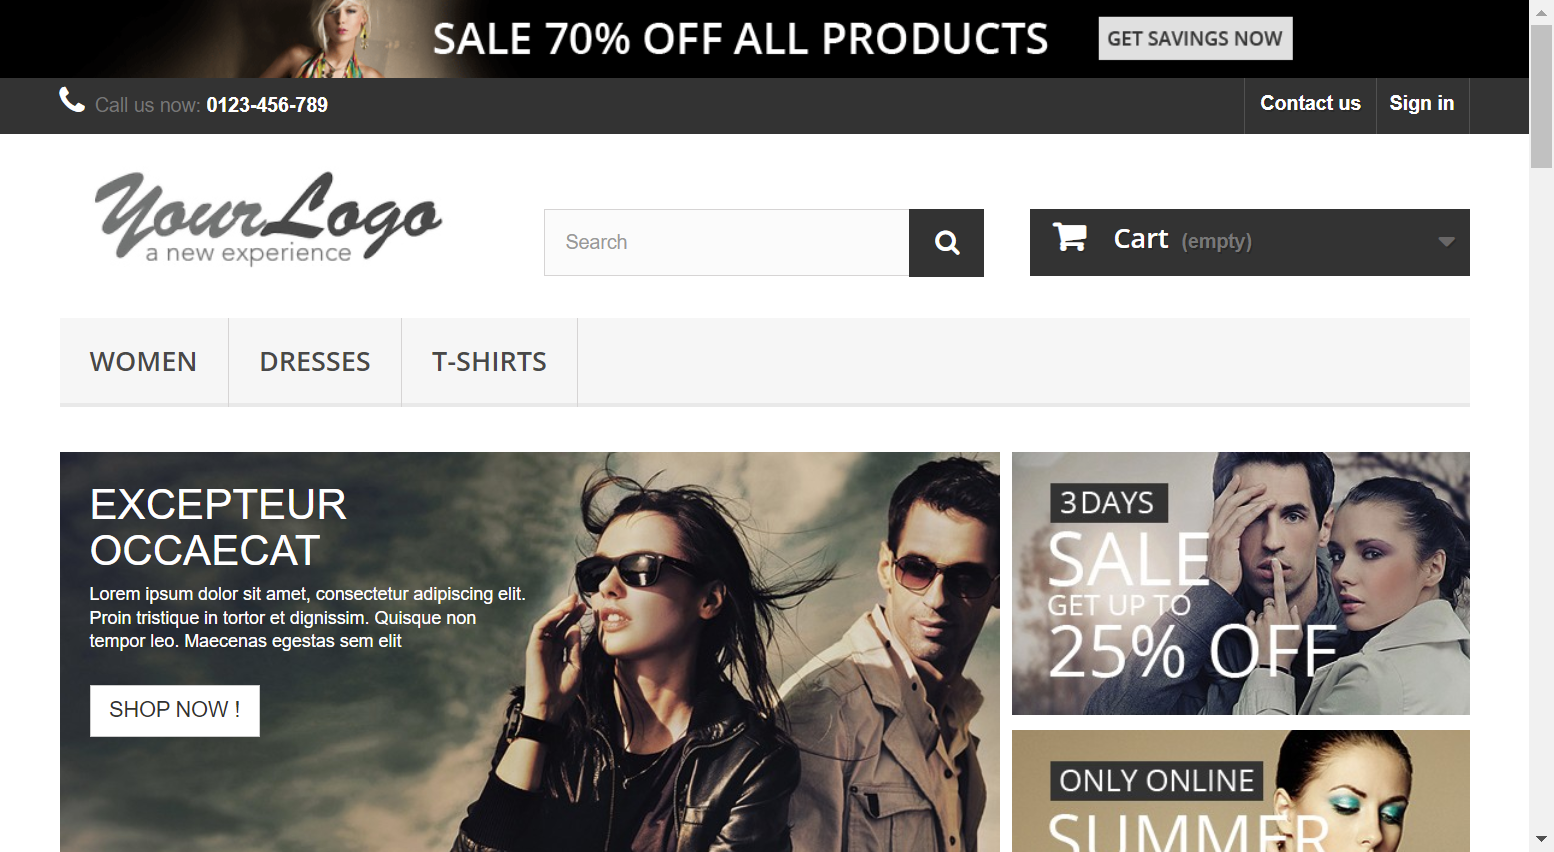 SALE 70% OFF ALL PRODUCTS
GET SAVINGS NOW
Call us now: 0123-456-789
Contact us
Sign in
YourLogo
a new experience
Search
Cart (empty)
WOMEN
DRESSES
T-SHIRTS
EXCEPTEUR
OCCAECAT
Lorem ipsum dolor sit amet, consectetur adipiscing elit.
Proin tristique in tortor et dignissim. Quisque non
tempor leo. Maecenas egestas sem elit
SHOP NOW !
3 DAYS
SALE
GET UP TO
25% OFF
ONLY ONLINE
SUMMER